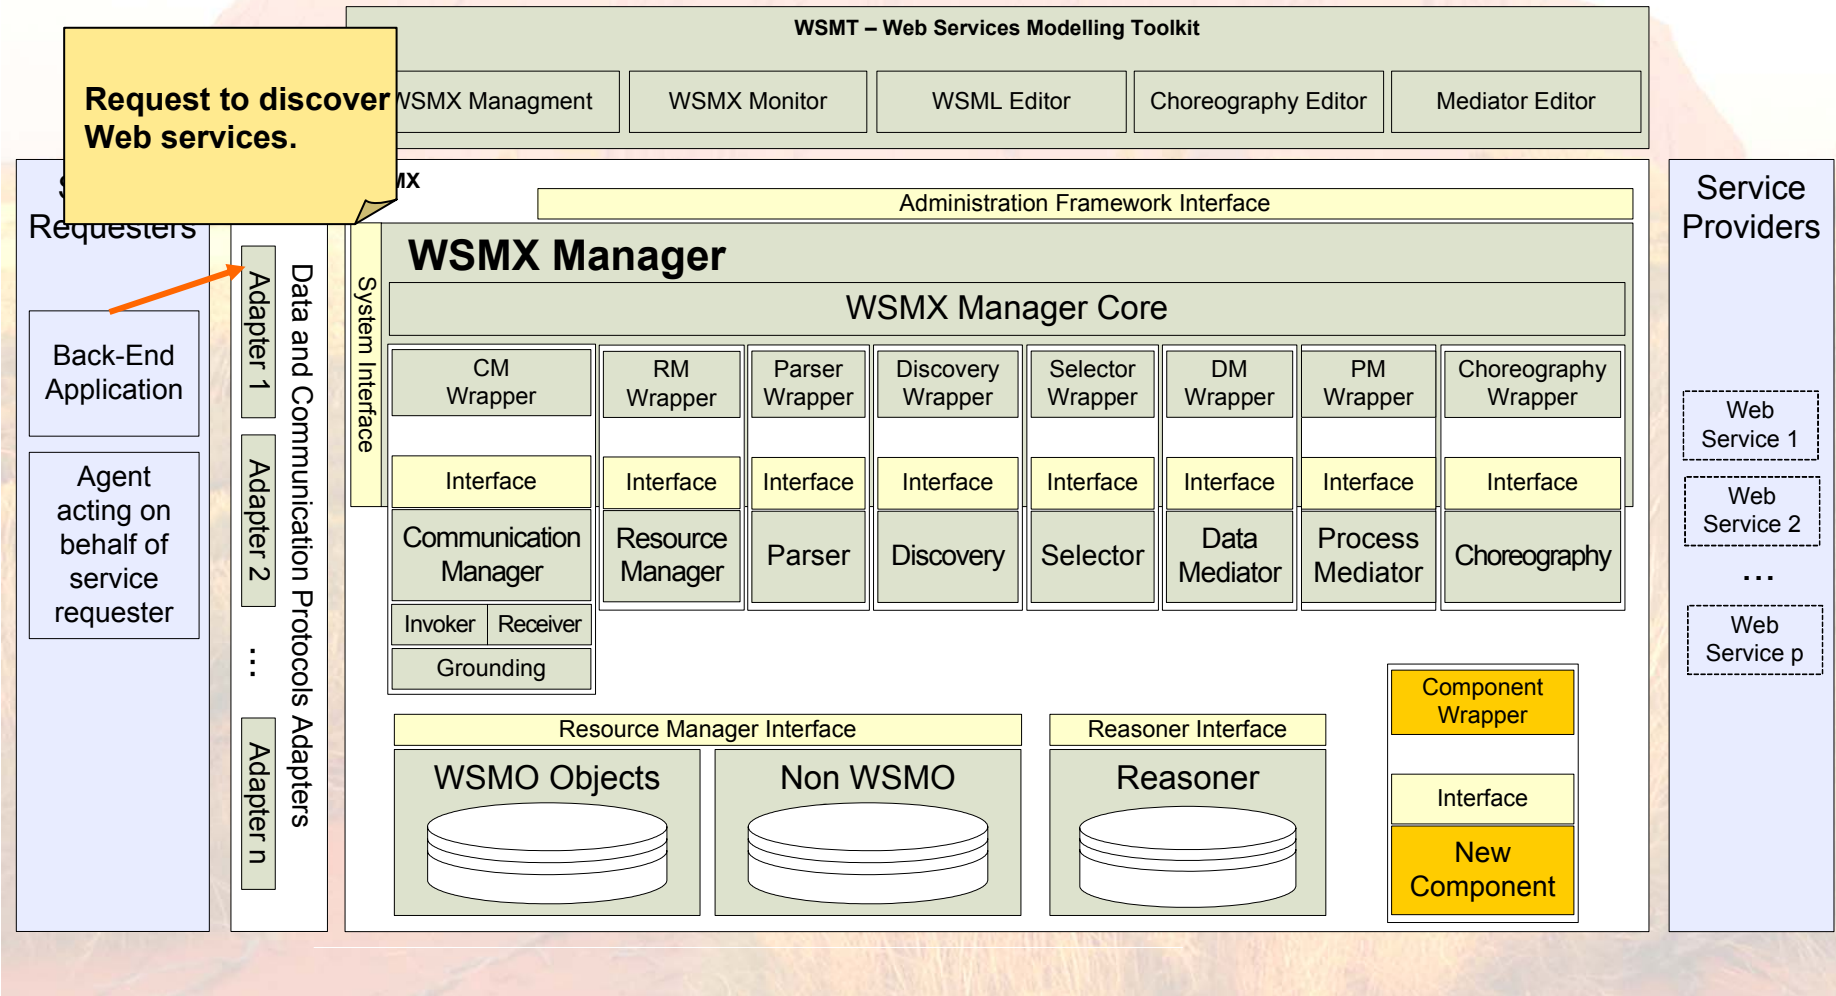 WSMT – Web Services Modelling Toolkit
WSMX Managment
WSMX Monitor
WSML Editor
Choreography Editor
Mediator Editor
Request to discover
Web services.
Requesters
Back-End
Application
Agent
acting on
behalf of
service
requester
Adapter 1
Adapter 2
...
Adapter n
Data and Communication Protocols Adapters
MX
Administration Framework Interface
System Interface
WSMX Manager
WSMX Manager Core
CM
Wrapper
RM
Wrapper
Parser
Wrapper
Discovery
Wrapper
Selector
Wrapper
DM
Wrapper
PM
Wrapper
Choreography
Wrapper
Interface
Interface
Interface
Interface
Interface
Interface
Interface
Interface
Communication
Manager
Resource
Manager
Parser
Discovery
Selector
Data
Mediator
Process
Mediator
Choreography
Invoker
Receiver
Grounding
Resource Manager Interface
WSMO Objects
Non WSMO
Reasoner Interface
Reasoner
Component
Wrapper
Interface
New
Component
Service
Providers
Web
Service 1
Web
Service 2
...
Web
Service p